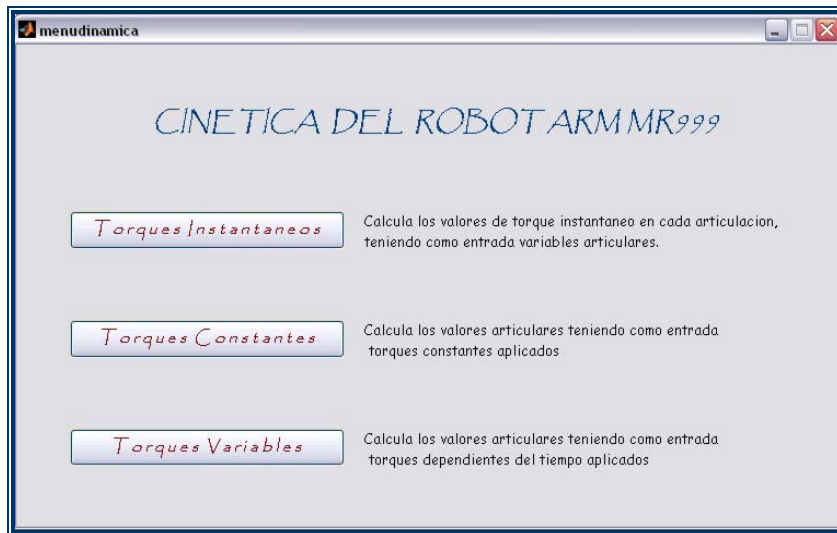 menudinamica
CINETICA DEL ROBOT ARM MR999
Torques Instantaneos
Calcula los valores de torque instantaneo en cada articulacion,
teniendo como entrada variables articulares.
Torques Constantes
Calcula los valores articulares teniendo como entrada
torques constantes aplicados
Torques Variables
Calcula los valores articulares teniendo como entrada
torques dependientes del tiempo aplicados